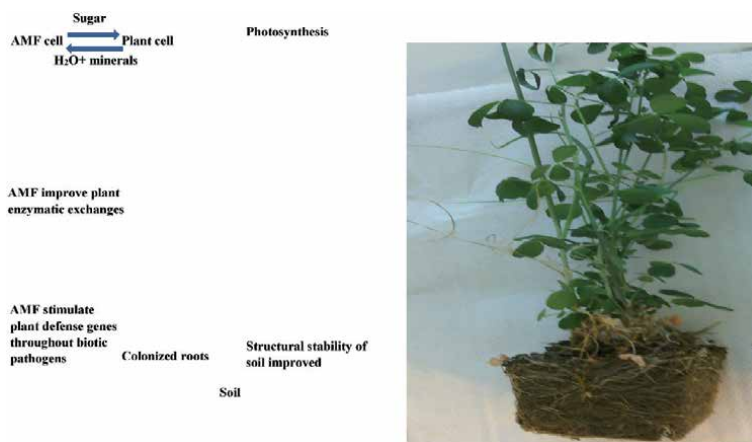 Sugar
AMF cell Plant cell
H₂O+ minerals
Photosynthesis
AMF improve plant
enzymatic exchanges
AMF stimulate
plant defense genes
throughout biotic
pathogens
Colonized roots
Structural stability of
soil improved
Soil